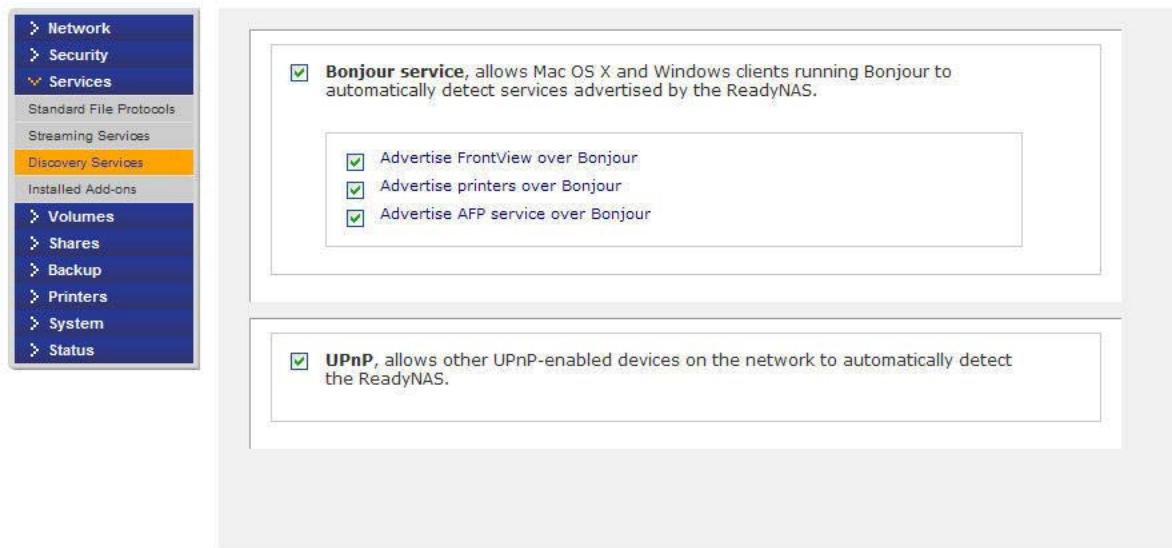 Network
Security
Services
Standard File Protocols
Streaming Services
Discovery Services
Installed Add-ons
Volumes
Shares
Backup
Printers
System
Status
Bonjour service, allows Mac OS X and Windows clients running Bonjour to
automatically detect services advertised by the ReadyNAS.
Advertise FrontView over Bonjour
Advertise printers over Bonjour
Advertise AFP service over Bonjour
UPnP, allows other UPnP-enabled devices on the network to automatically detect
the ReadyNAS.